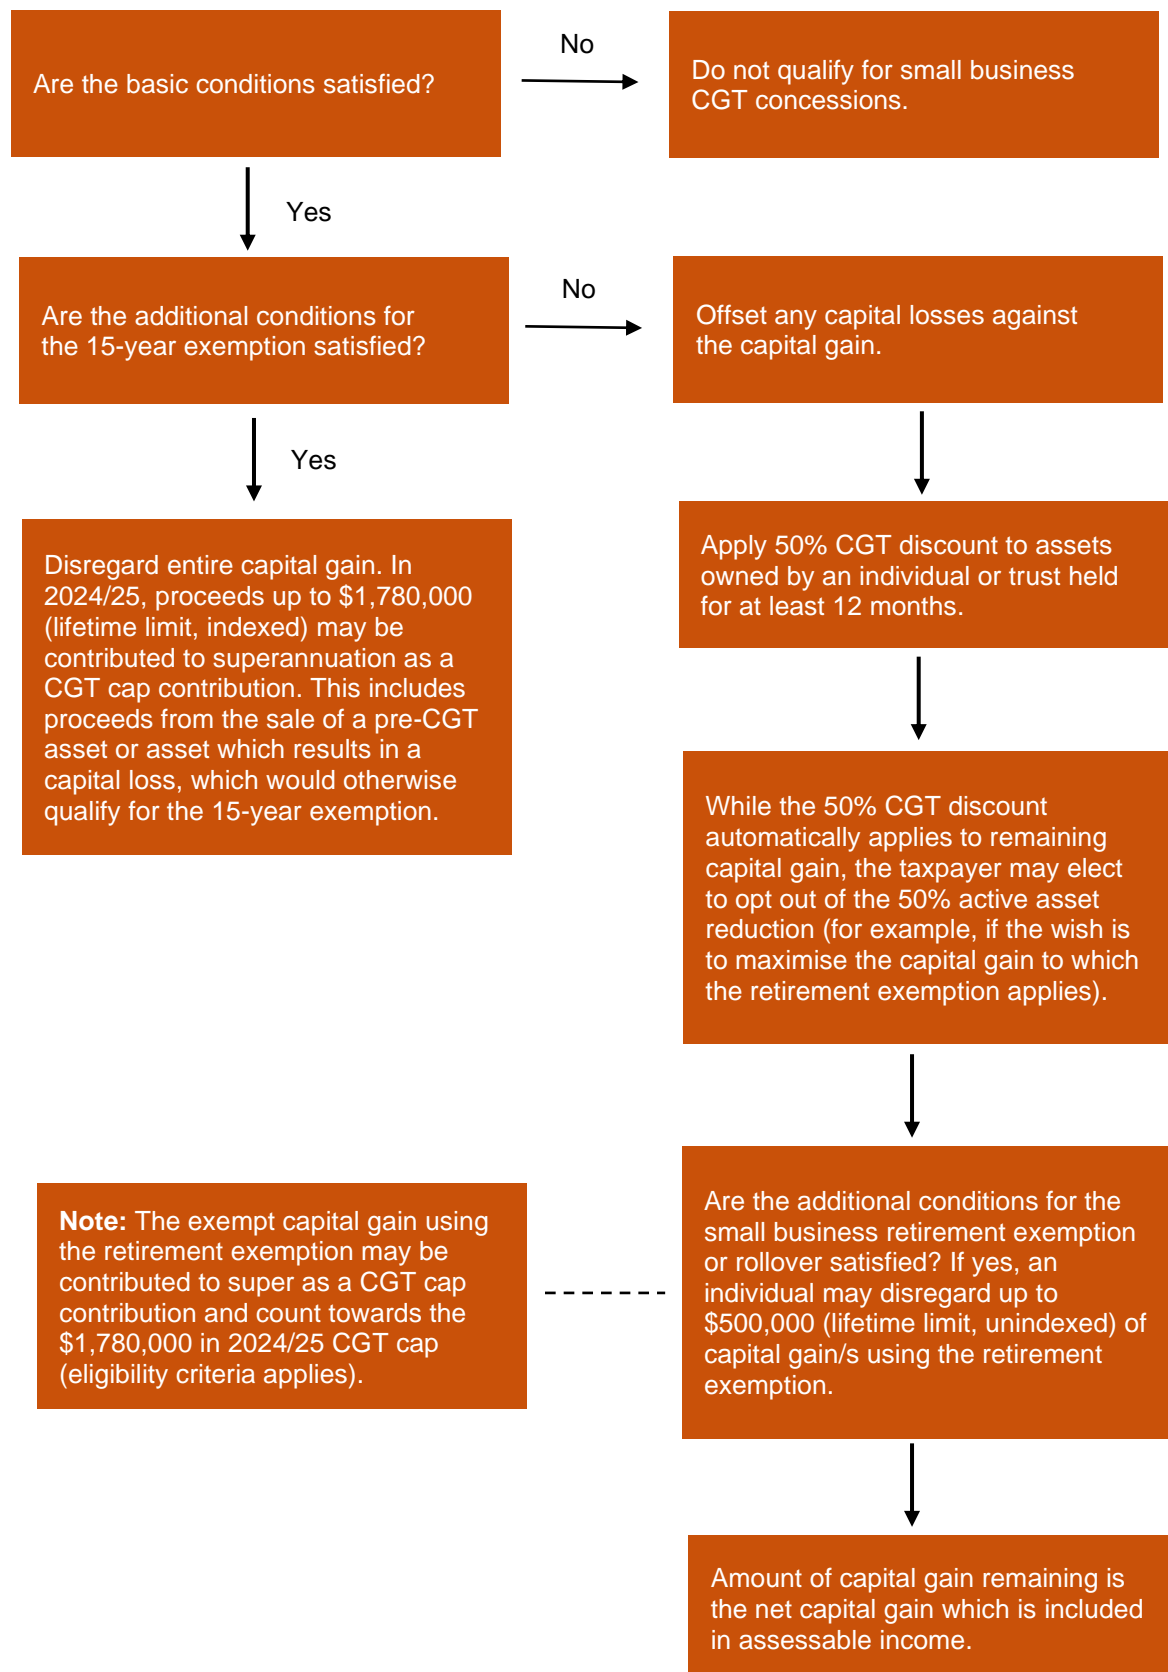 Are the basic conditions satisfied?
No
Do not qualify for small business
CGT concessions.
Yes
Are the additional conditions for
the 15-year exemption satisfied?
No
Offset any capital losses against
the capital gain.
Yes
Disregard entire capital gain. In
2024/25, proceeds up to $1,780,000
(lifetime limit, indexed) may be
contributed to superannuation as a
CGT cap contribution. This includes
proceeds from the sale of a pre-CGT
asset or asset which results in a
capital loss, which would otherwise
qualify for the 15-year exemption.
Apply 50% CGT discount to assets
owned by an individual or trust held
for at least 12 months.
While the 50% CGT discount
automatically applies to remaining
capital gain, the taxpayer may elect
to opt out of the 50% active asset
reduction (for example, if the wish is
to maximise the capital gain to which
the retirement exemption applies).
Note: The exempt capital gain using
the retirement exemption may be
contributed to super as a CGT cap
contribution and count towards the
$1,780,000 in 2024/25 CGT cap
(eligibility criteria applies).
Are the additional conditions for the
small business retirement exemption
or rollover satisfied? If yes, an
individual may disregard up to
$500,000 (lifetime limit, unindexed) of
capital gain/s using the retirement
exemption.
Amount of capital gain remaining is
the net capital gain which is included
in assessable income.